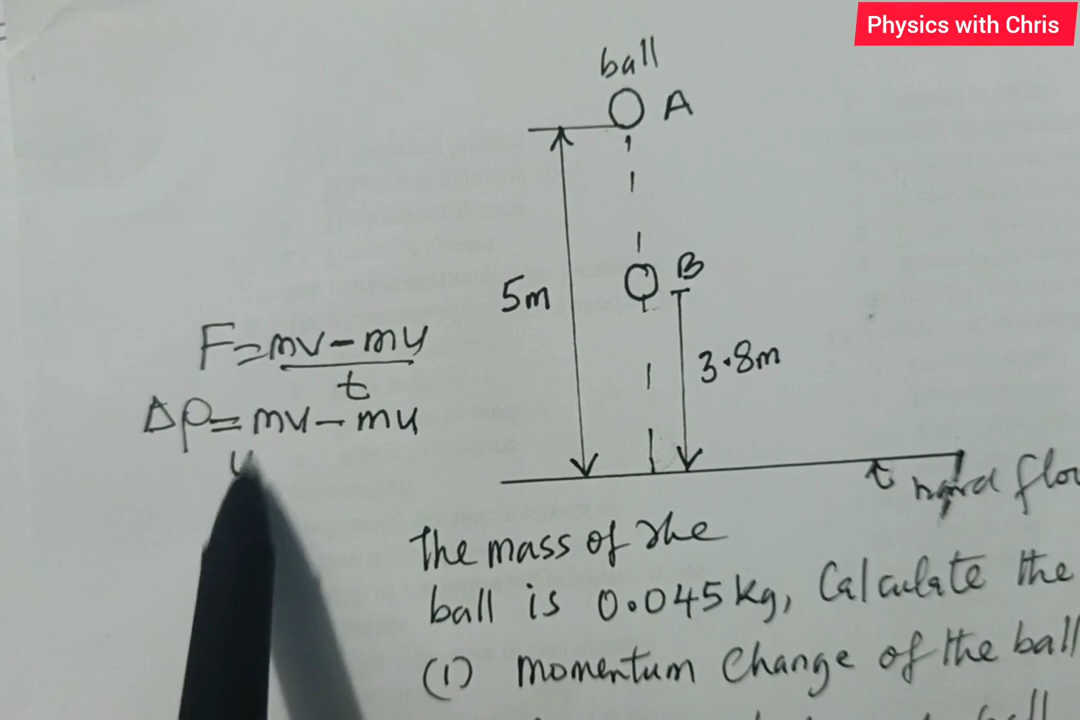 Physics with Chris
ball
A
B
5m
3.8m
F=mv-mu
t
Δp=mv-mu
hard
the mass of the
ball is 0.045kg, Calculate the
(1) momentum Change of the ball
ball